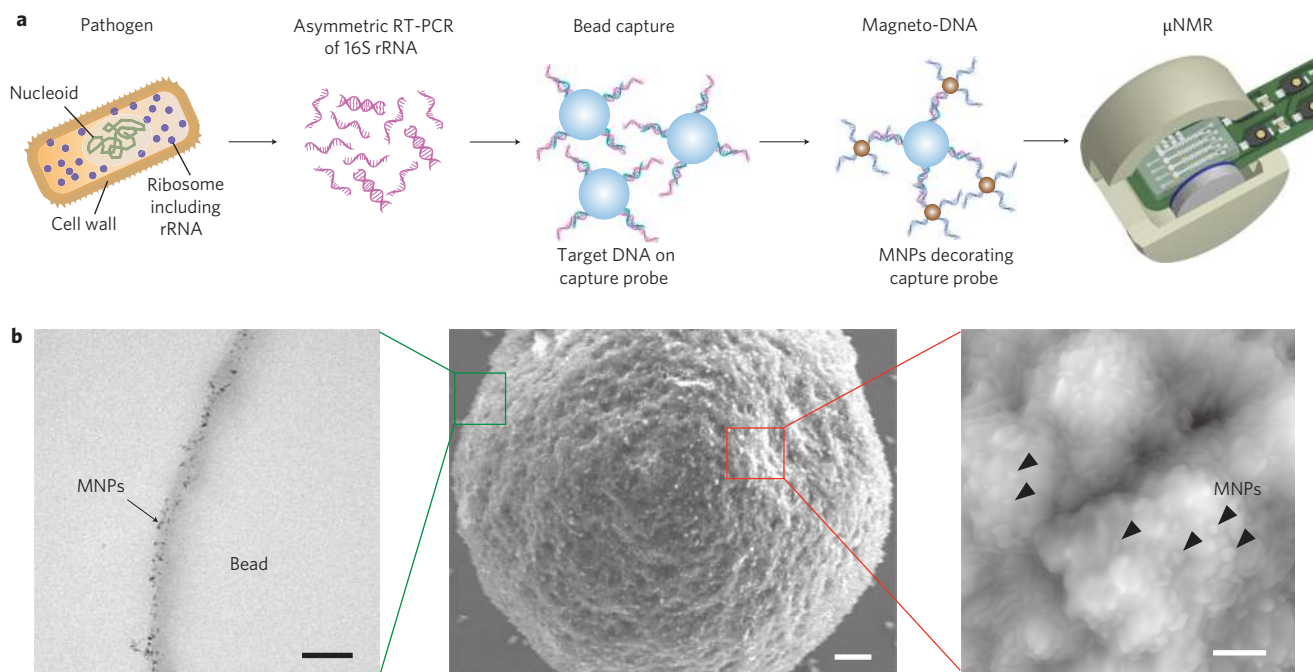 a
Pathogen
Asymmetric RT-PCR
of 16S rRNA
Bead capture
Magneto-DNA
μNMR
Nucleoid
Ribosome
including
rRNA
Cell wall
Target DNA on
capture probe
MNPs decorating
capture probe
b
MNPs
Bead
MNPs